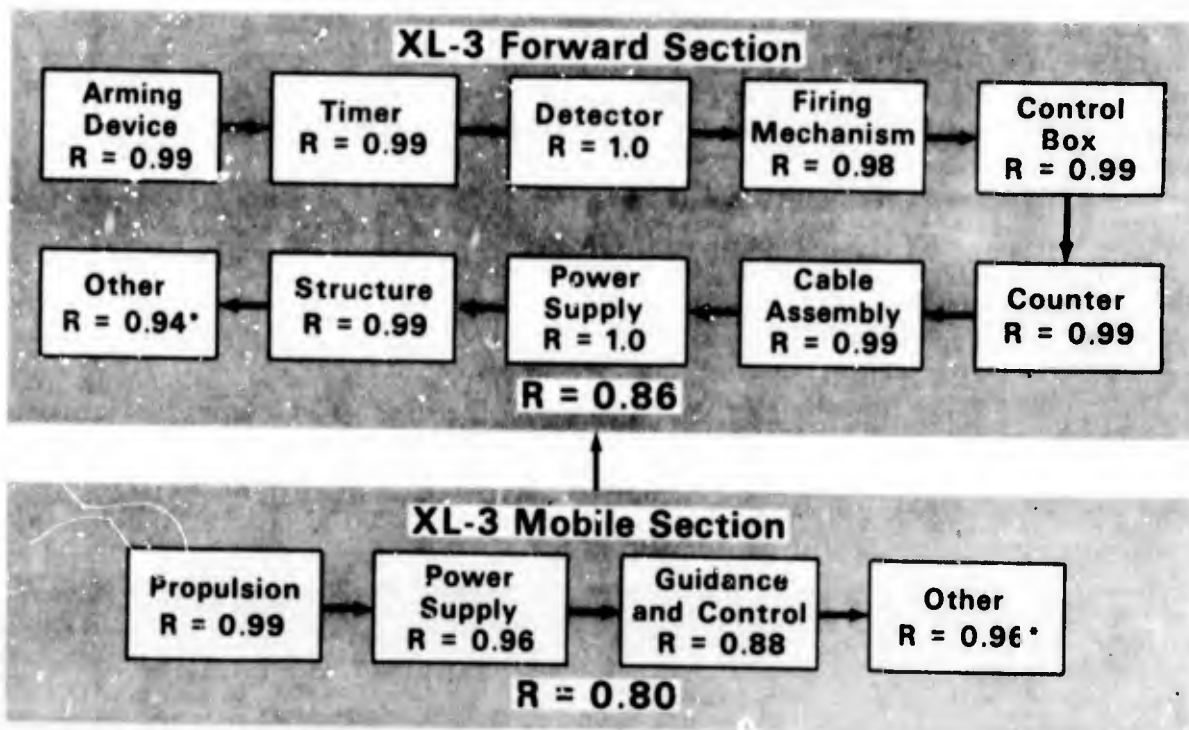 XL-3 Forward Section
Arming
Device
R = 0.99
Timer
R = 0.99
Detector
R = 1.0
Firing
Mechanism
R = 0.98
Control
Box
R = 0.99
Other
R = 0.94*
Structure
R = 0.99
Power
Supply
R = 1.0
Cable
Assembly
R = 0.99
Counter
R = 0.99
R = 0.86
XL-3 Mobile Section
Propulsion
R = 0.99
Power
Supply
R = 0.96
Guidance
and Control
R = 0.88
Other
R = 0.96*
R = 0.80